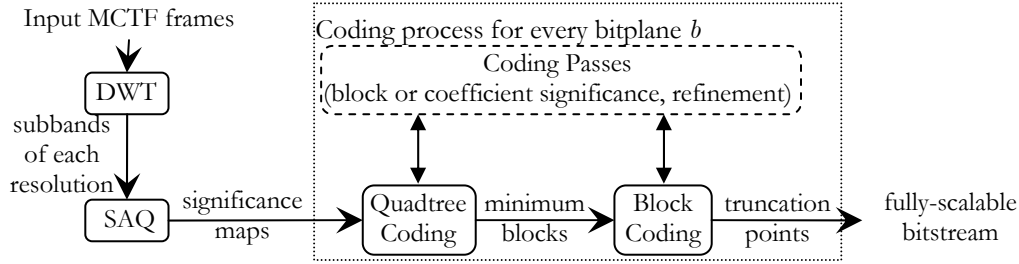 Input MCTF frames
DWT
subbands
of each
resolution
SAQ
significance
maps
Coding process for every bitplane b
Coding Passes
(block or coefficient significance, refinement)
Quadtree
Coding
minimum
blocks
Block
Coding
truncation
points
fully-scalable
bitstream